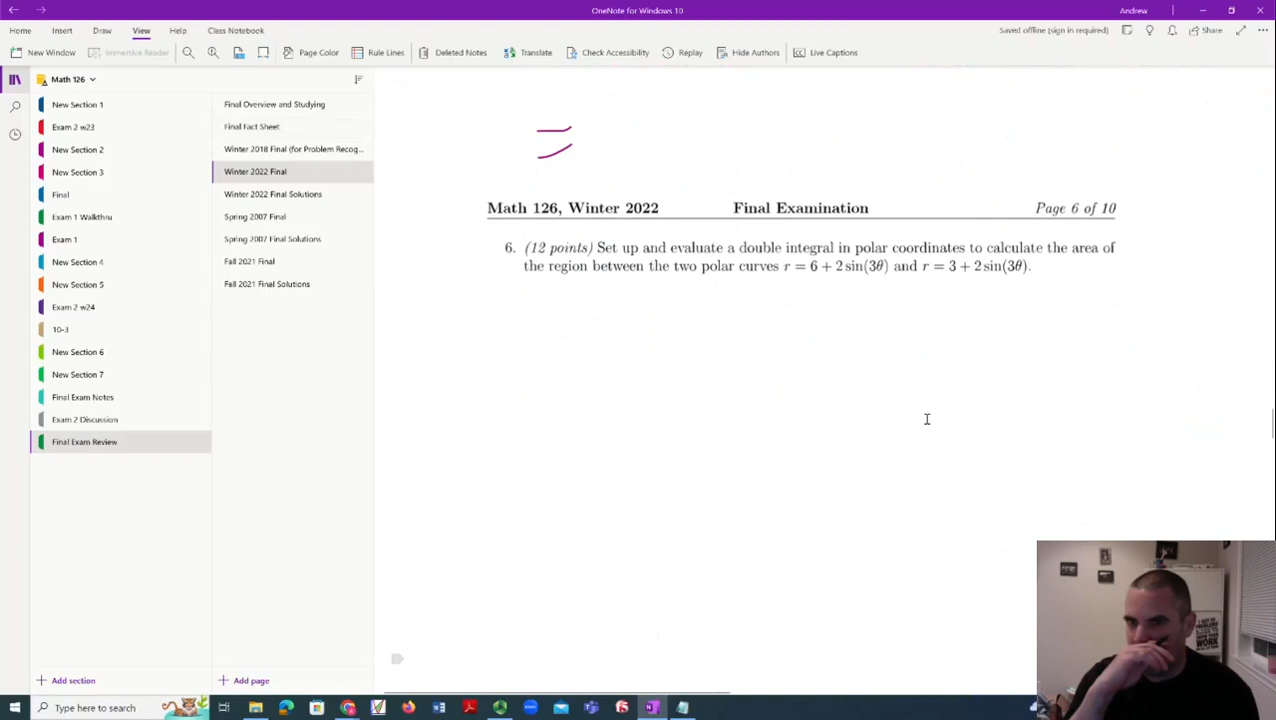 OneNote for Windows 10
Andrew
Home
Insert
Draw
View
Help
Class Notebook
Saved offline (sign in required)
Share
New Window
Immersive Reader
Page Color
Rule Lines
Deleted Notes
Translate
Check Accessibility
Replay
Hide Authors
Live Captions
Math 126
New Section 1
Exam 2 w23
New Section 2
New Section 3
Final
Exam 1 Walkthru
Exam 1
New Section 4
New Section 5
Exam 2 w24
10-3
New Section 6
New Section 7
Final Exam Notes
Exam 2 Discussion
Final Exam Review
Add section
Final Overview and Studying
Final Fact Sheet
Winter 2018 Final (for Problem Recog...
Winter 2022 Final
Winter 2022 Final Solutions
Spring 2007 Final
Spring 2007 Final Solutions
Fall 2021 Final
Fall 2021 Final Solutions
Add page
Math 126, Winter 2022 Final Examination Page 6 of 10
6. (12 points) Set up and evaluate a double integral in polar coordinates to calculate the area of
the region between the two polar curves r = 6 + 2 sin(3θ) and r = 3 + 2 sin(3θ).
Type here to search